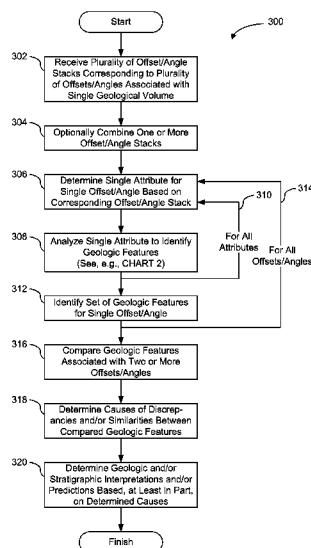 Start
300
302
Receive Plurality of Offset/Angle
Stacks Corresponding to Plurality
of Offsets/Angles Associated with
Single Geological Volume
304
Optionally Combine One or More
Offset/Angle Stacks
306
Determine Single Attribute for
Single Offset/Angle Based on
Corresponding Offset/Angle Stack
310
314
308
Analyze Single Attribute to Identify
Geologic Features
(See, e.g., CHART 2)
For All
Attributes
For All
Offsets/Angles
312
Identify Set of Geologic Features
for Single Offset/Angle
316
Compare Geologic Features
Associated with Two or More
Offsets/Angles
318
Determine Causes of Discrep-
ancies and/or Similarities Between
Compared Geologic Features
320
Determine Geologic and/or
Stratigraphic Interpretations and/or
Predictions Based, at Least in Part,
on Determined Causes
Finish